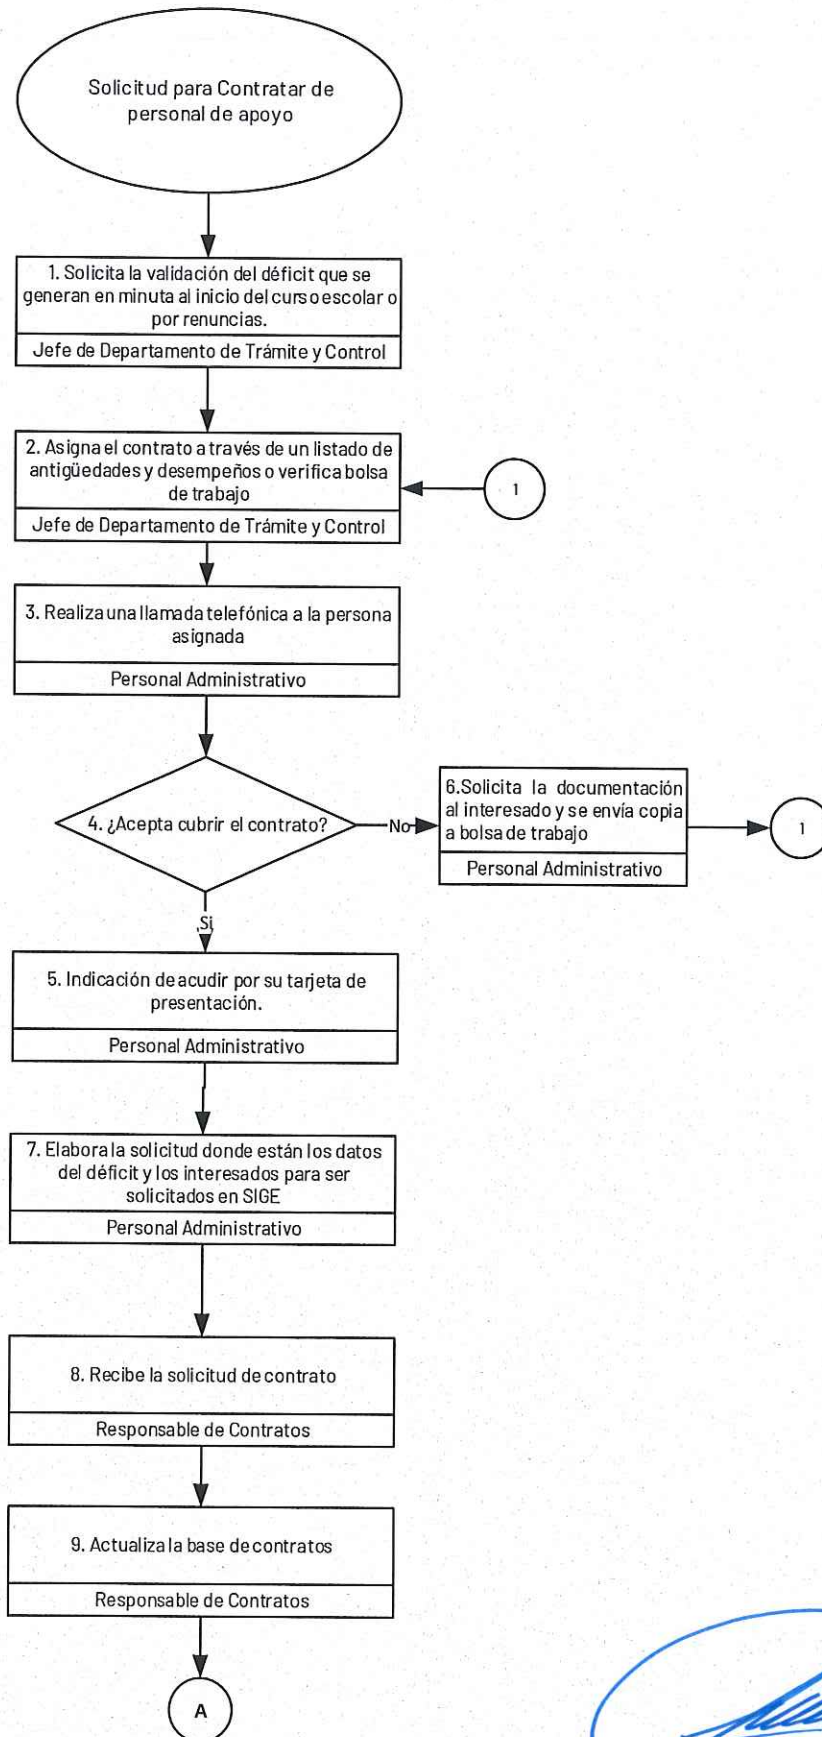 Solicitud para Contratar de
personal de apoyo
1. Solicita la validación del déficit que se
generan en minuta al inicio del curso escolar o
por renuncias.
Jefe de Departamento de Trámite y Control
2. Asigna el contrato a través de un listado de
antigüedades y desempeños o verifica bolsa
de trabajo
Jefe de Departamento de Trámite y Control
1
3. Realiza una llamada telefónica a la persona
asignada
Personal Administrativo
4. ¿Acepta cubrir el contrato?
No
6.Solicita la documentación
al interesado y se envía copia
a bolsa de trabajo
Personal Administrativo
1
Si
5. Indicación de acudir por su tarjeta de
presentación.
Personal Administrativo
7. Elabora la solicitud donde están los datos
del déficit y los interesados para ser
solicitados en SIGE
Personal Administrativo
8. Recibe la solicitud de contrato
Responsable de Contratos
9. Actualiza la base de contratos
Responsable de Contratos
A